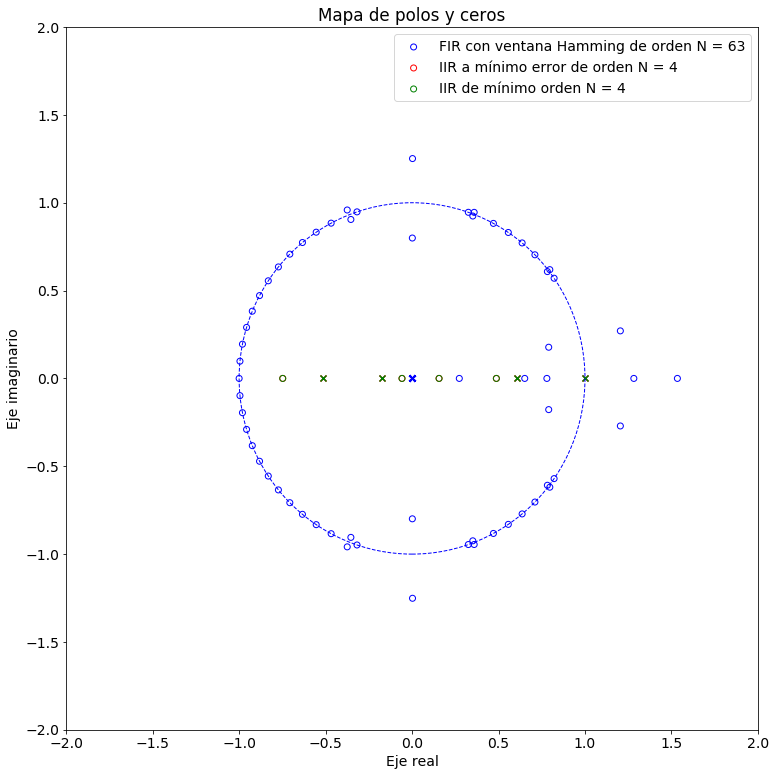 Mapa de polos y ceros
FIR con ventana Hamming de orden N = 63
IIR a mínimo error de orden N = 4
IIR de mínimo orden N = 4
2.0
1.5
1.0
0.5
0.0
−0.5
−1.0
−1.5
−2.0
Eje imaginario
−2.0 −1.5 −1.0 −0.5 0.0 0.5 1.0 1.5 2.0
Eje real